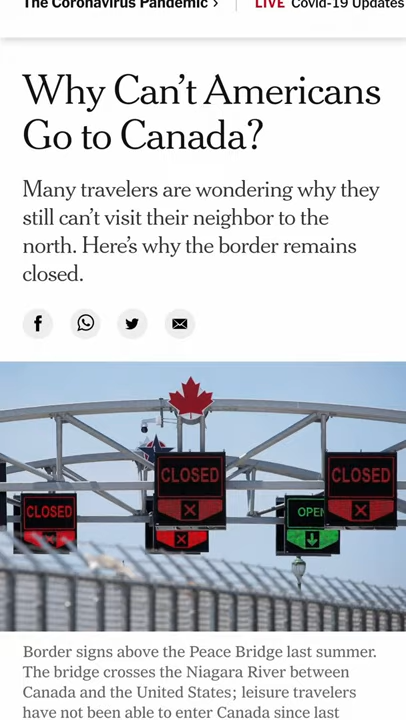 The Coronavirus Pandemic >
LIVE Covid-19 Updates
Why Can't Americans
Go to Canada?
Many travelers are wondering why they
still can't visit their neighbor to the
north. Here's why the border remains
closed.
CLOSED
CLOSED
CLOSED
OPEN
Border signs above the Peace Bridge last summer.
The bridge crosses the Niagara River between
Canada and the United States; leisure travelers
have not been able to enter Canada since last